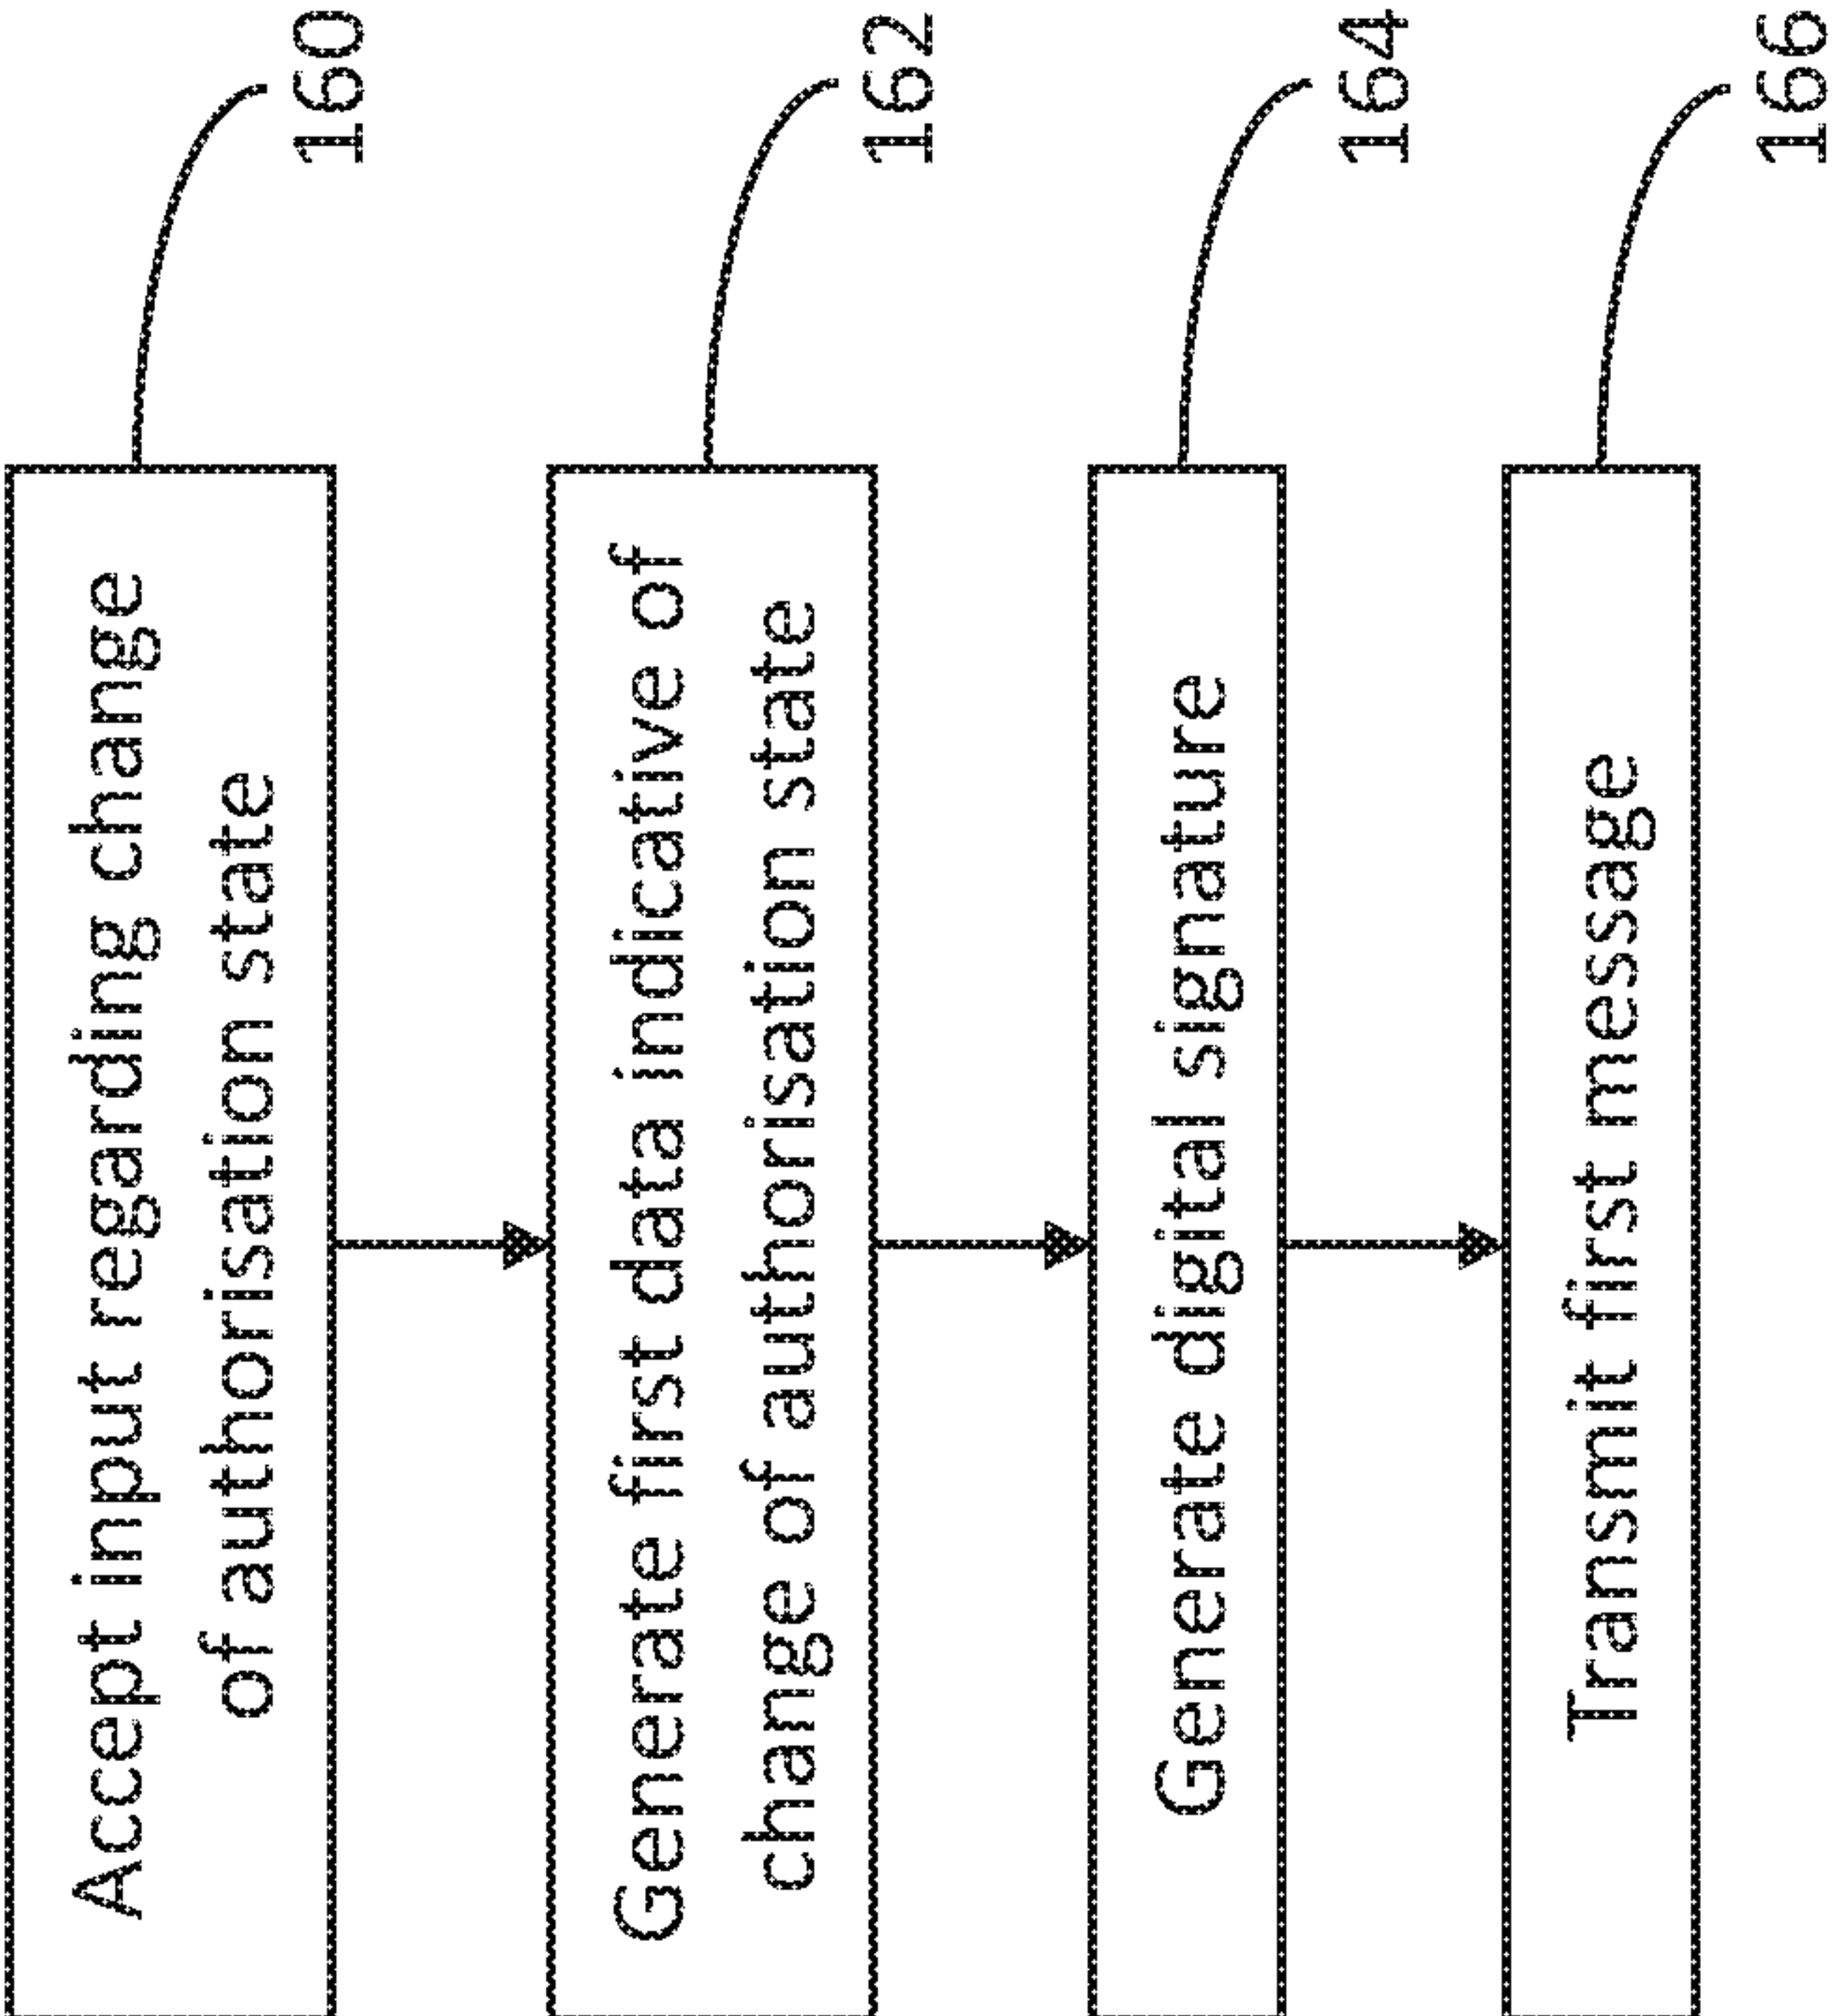 Accept input regarding change
of authorisation state
160
Generate first data indicative of
change of authorisation state
162
Generate digital signature
164
Transmit first message
166